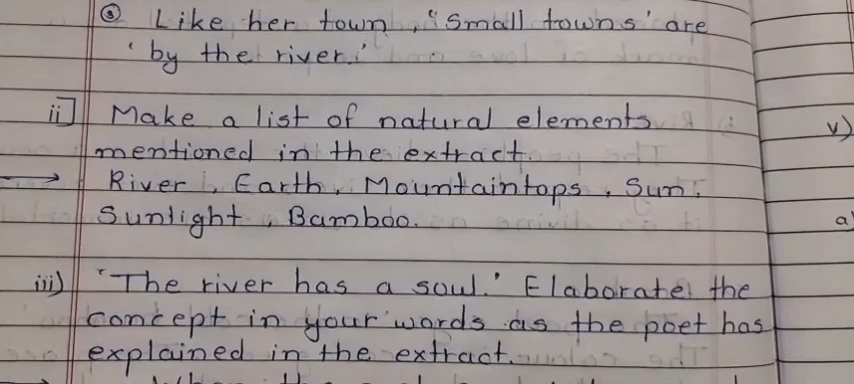 ③ Like her town, "Small towns' are
'by the river.'
ii] Make a list of natural elements
mentioned in the extract.
→ River, Earth, Mountaintops, Sun,
Sunlight, Bamboo.
iii) 'The river has a soul.' Elaborate the
concept in your words as the poet has
explained in the extract.
v)
a)